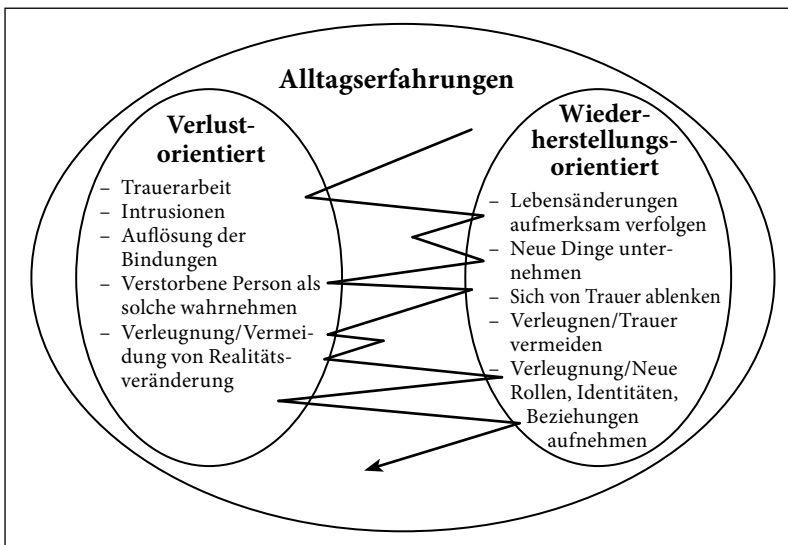 Alltagserfahrungen
Verlust-
orientiert
– Trauerarbeit
– Intrusionen
– Auflösung der
Bindungen
– Verstorbene Person als
solche wahrnehmen
– Verleugnung/Vermei-
dung von Realitäts-
veränderung
Wieder-
herstellungs-
orientiert
– Lebensänderungen
aufmerksam verfolgen
– Neue Dinge unter-
nehmen
– Sich von Trauer ablenken
– Verleugnen/Trauer
vermeiden
– Verleugnung/Neue
Rollen, Identitäten,
Beziehungen
aufnehmen